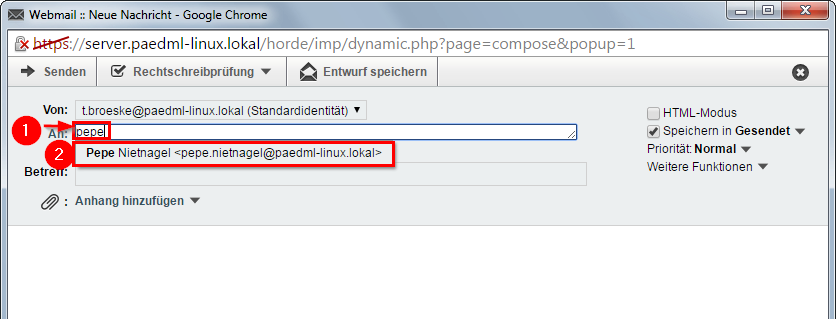 Webmail :: Neue Nachricht - Google Chrome
https://server.paedml-linux.lokal/horde/imp/dynamic.php?page=compose&popup=1
Senden Rechtschreibprüfung Entwurf speichern
Von: t.broeske@paedml-linux.lokal (Standardidentität)
HTML-Modus
1 An: pepe
Speichern in Gesendet
2 Pepe Nietnagel <pepe.nietnagel@paedml-linux.lokal>
Priorität: Normal
Betreff:
Weitere Funktionen
: Anhang hinzufügen